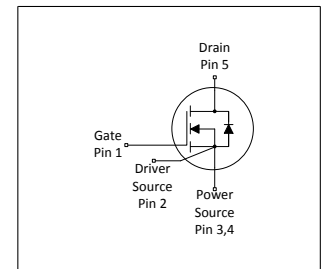 Drain
Pin 5
Gate
Pin 1
Driver
Source
Pin 2
Power
Source
Pin 3,4